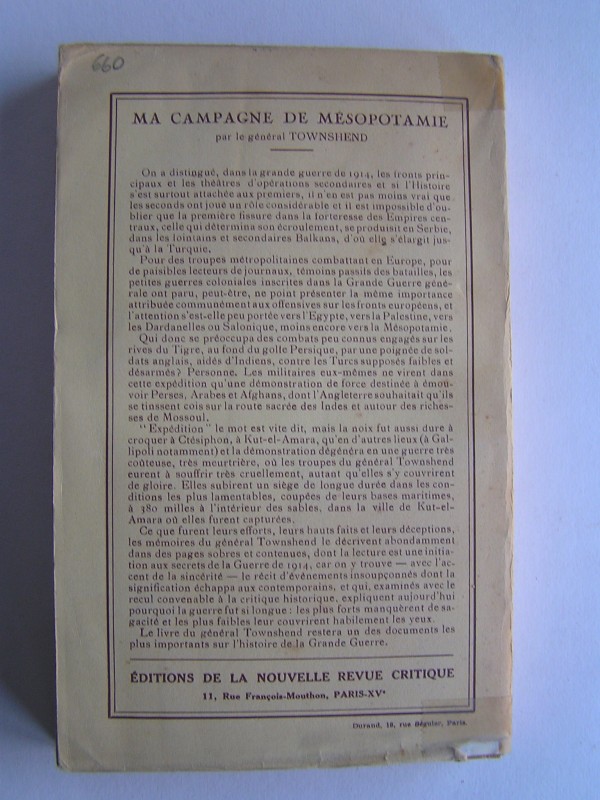 660
MA CAMPAGNE DE MÉSOPOTAMIE
par le général TOWNSHEND
On a distingué, dans la grande guerre de 1914, les fronts prin-
cipaux et les théâtres d'opérations secondaires et si l'Histoire
s'est surtout attachée aux premiers, il n'en est pas moins vrai que
les seconds ont joué un rôle considérable et il est impossible d'ou-
blier que la première fissure dans la forteresse des Empires cen-
traux, celle qui détermina son écroulement, se produisit en Serbie,
dans les lointains et secondaires Balkans, d'où elle s'élargit jus-
qu'à la Turquie.
Pour des troupes métropolitaines combattant en Europe, pour
de paisibles lecteurs de journaux, témoins passifs des batailles, les
petites guerres coloniales inscrites dans la Grande Guerre géné-
rale ont paru, peut-être, ne point présenter la même importance
attribuée communément aux offensives sur les fronts européens, et
l'attention s'est-elle peu portée vers l'Egypte, vers la Palestine, vers
les Dardanelles ou Salonique, moins encore vers la Mésopotamie.
Qui donc se préoccupa des combats peu connus engagés sur les
rives du Tigre, au fond du golfe Persique, par une poignée de sol-
dats anglais, aidés d'Indiens, contre les Turcs supposés faibles et
désarmés? Personne. Les militaires eux-mêmes ne virent dans
cette expédition qu'une démonstration de force destinée à émou-
voir Perses, Arabes et Afghans, dont l'Angleterre souhaitait qu'ils
se tinssent cois sur la route sacrée des Indes et autour des riches-
ses de Mossoul.
"Expédition" le mot est vite dit, mais la noix fut aussi dure à
croquer à Ctésiphon, à Kut-el-Amara, qu'en d'autres lieux (à Gal-
lipoli notamment) et la démonstration dégénéra en une guerre très
coûteuse, très meurtrière, où les troupes du général Townshend
eurent à souffrir très cruellement, autant qu'elles s'y couvrirent
de gloire. Elles subirent un siège de longue durée dans les con-
ditions les plus lamentables, coupées de leurs bases maritimes,
à 380 milles à l'intérieur des sables, dans la ville de Kut-el-
Amara où elles furent capturées.
Ce que furent leurs efforts, leurs hauts faits et leurs déceptions,
les mémoires du général Townshend le décrivent abondamment
dans des pages sobres et contenues, dont la lecture est une initia-
tion aux secrets de la Guerre de 1914, car on y trouve — avec l'ac-
cent de la sincérité — le récit d'événements insoupçonnés dont la
signification échappa aux contemporains, et qui, examinés avec le
recul convenable à la critique historique, expliquent aujourd'hui
pourquoi la guerre fut si longue : les plus forts manquèrent de sa-
gacité et les plus faibles leur couvrirent habilement les yeux.
Le livre du général Townshend restera un des documents les
plus importants sur l'histoire de la Grande Guerre.
ÉDITIONS DE LA NOUVELLE REVUE CRITIQUE
11, Rue François-Mouthon, PARIS-XVe
Durand, 18, rue Séguier, Paris